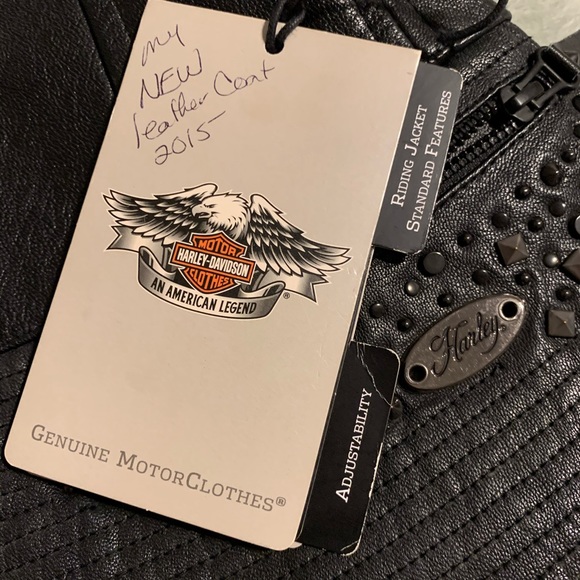 my
NEW
leather Coat
2015
MOTOR
HARLEY-DAVIDSON
CLOTHES
AN AMERICAN LEGEND
®
GENUINE MOTORCLOTHES®
RIDING JACKET
STANDARD FEATURES
ADJUSTABILITY
Harley